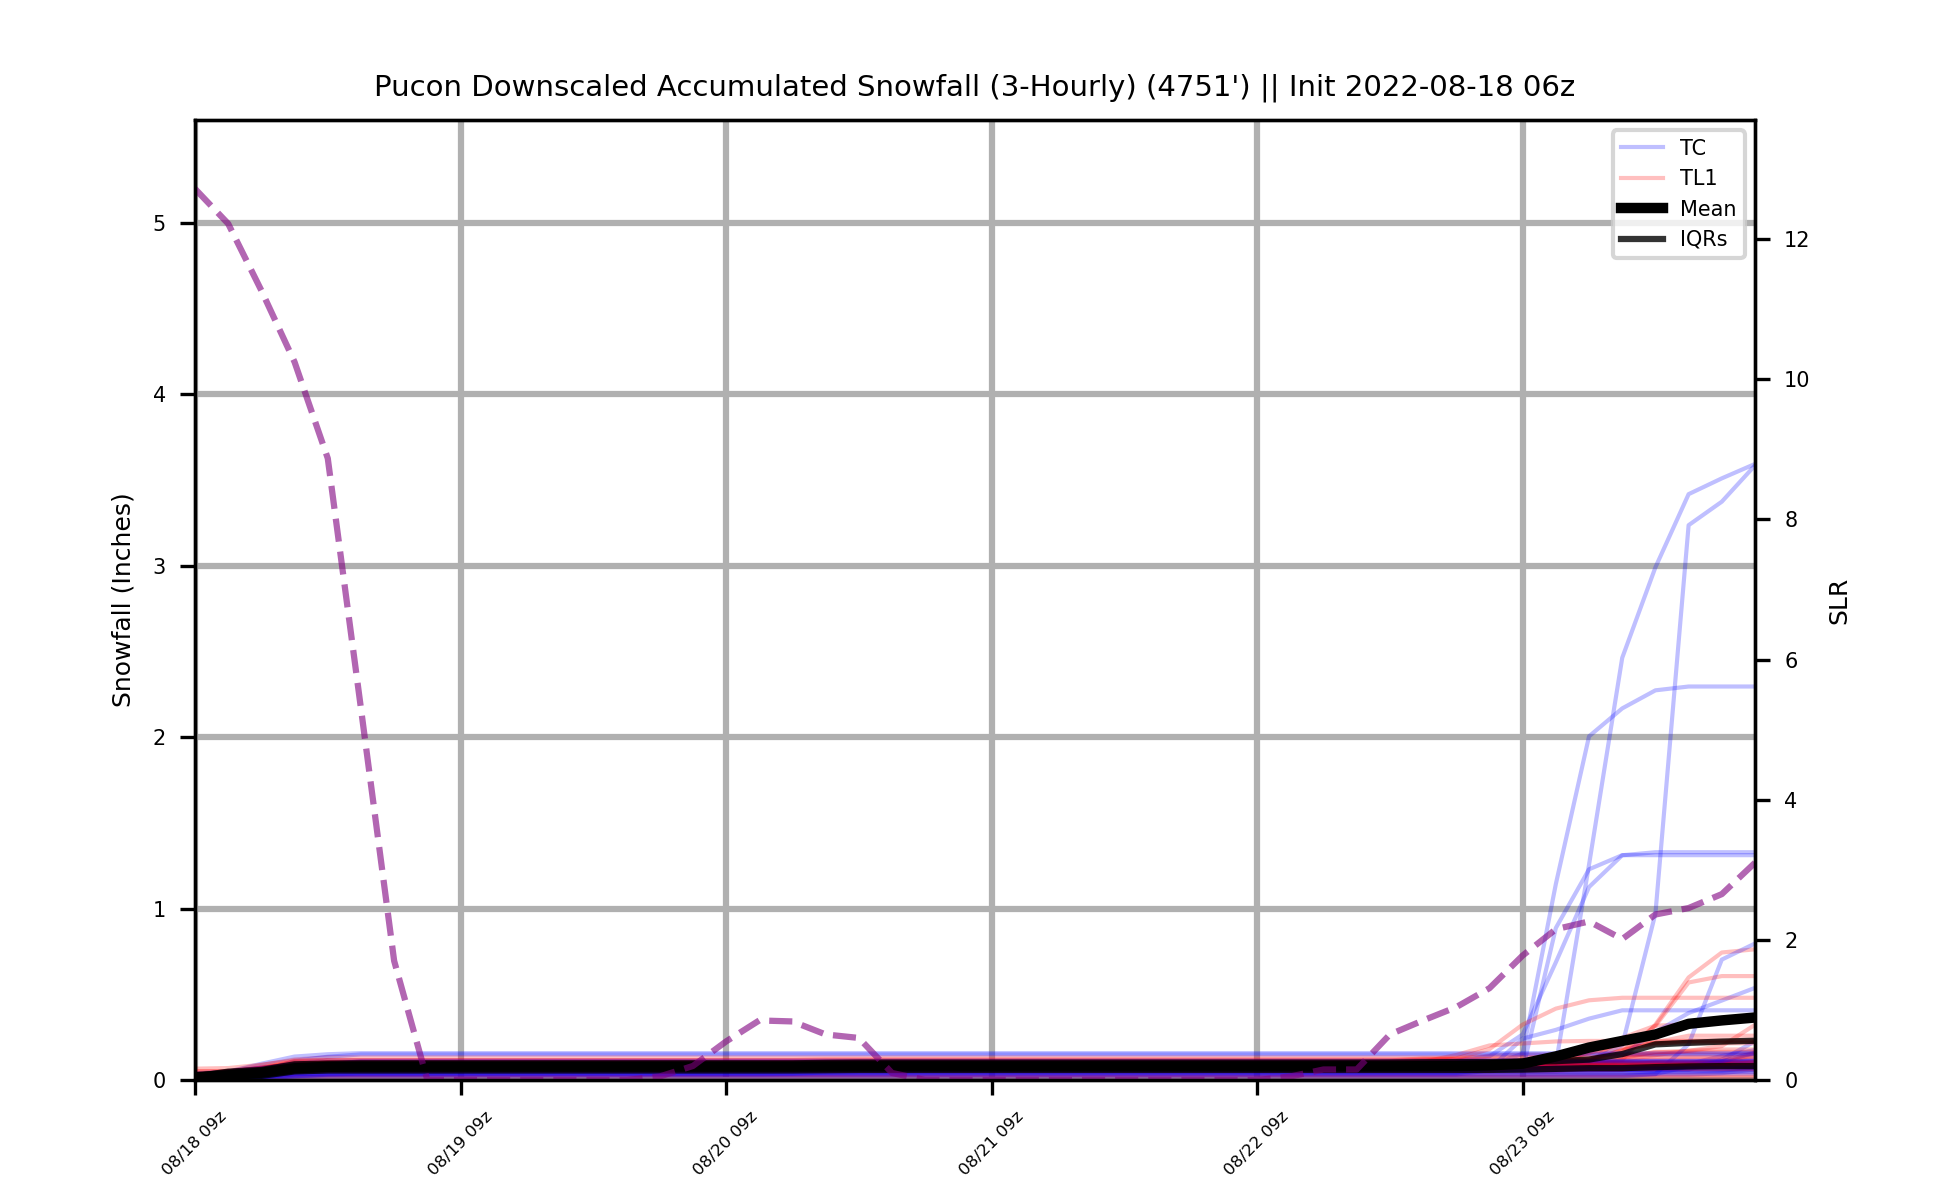 Pucon Downscaled Accumulated Snowfall (3-Hourly) (4751') || Init 2022-08-18 06z
TC
TL1
Mean
IQRs
Snowfall (Inches)
5
4
3
2
1
0
12
10
8
6
4
2
0
SLR
08/18 09z
08/19 09z
08/20 09z
08/21 09z
08/22 09z
08/23 09z